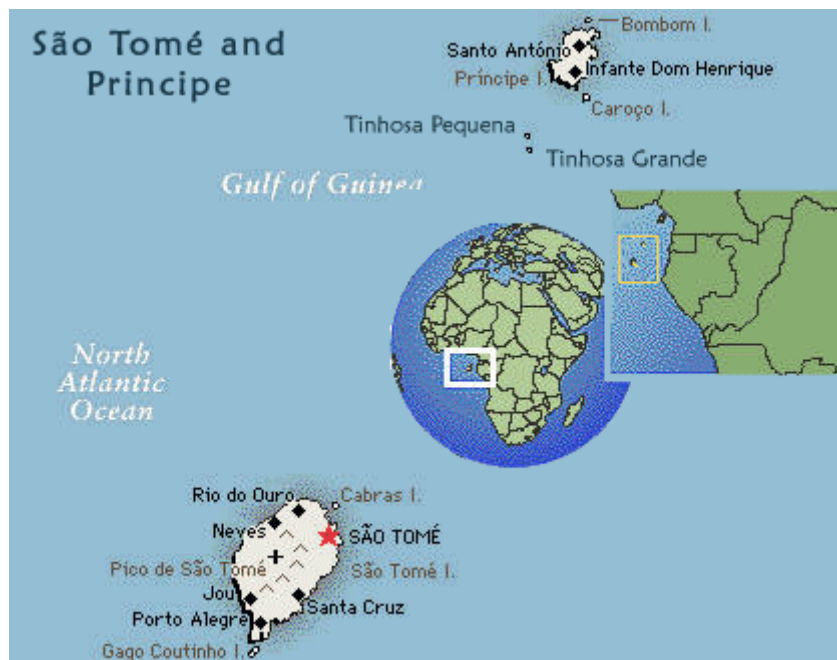 São Tomé and
Principe
Bombom I.
Santo António
Infante Dom Henrique
Príncipe I.
Caroço I.
Tinhosa Pequena
Tinhosa Grande
Gulf of Guinea
North
Atlantic
Ocean
Rio do Ouro
Cabras I.
Neves
SÃO TOMÉ
Pico de São Tomé
São Tomé I.
Jou
Santa Cruz
Porto Alegre
Gago Coutinho I.